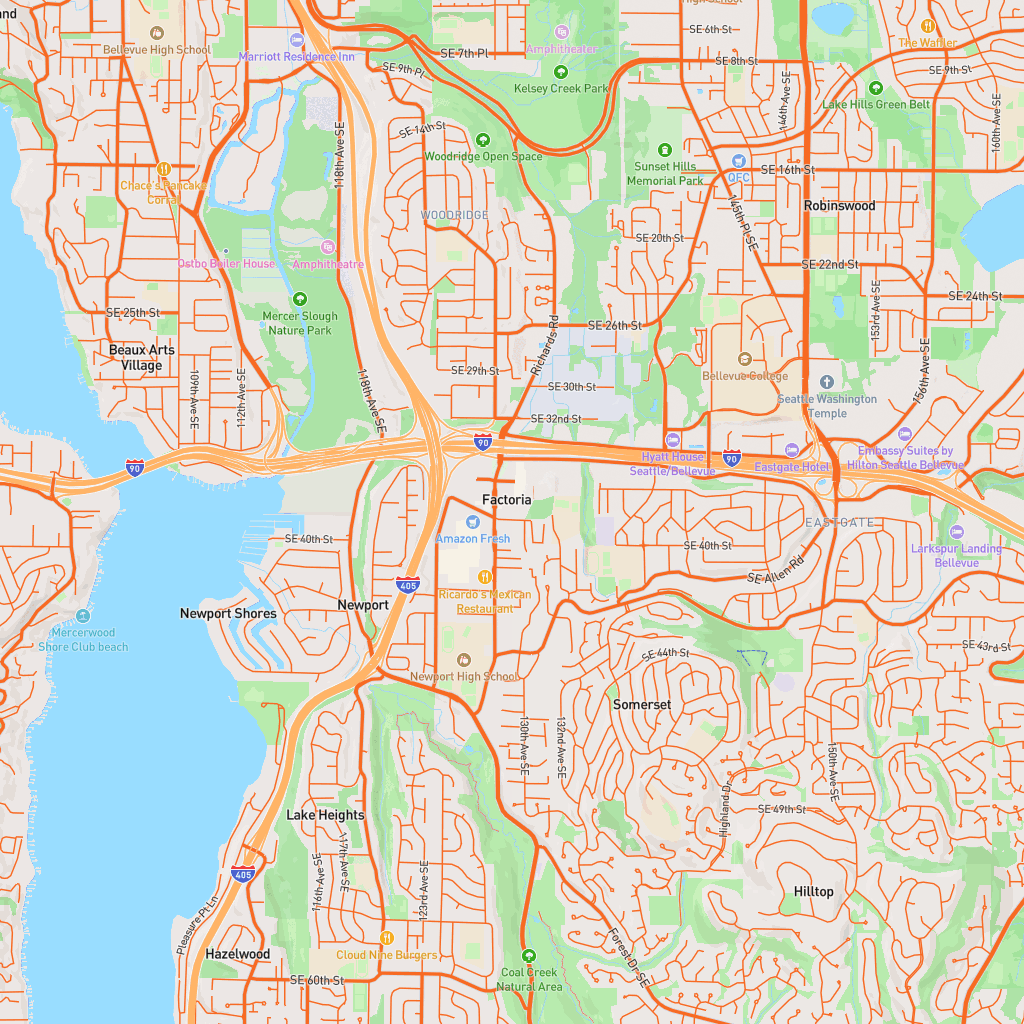 High School
SE 6th St
The Waffler
Bellevue High School
Marriott Residence Inn
SE 7th Pl
Amphitheater
SE 8th St
SE 9th Pl
SE 9th St
Kelsey Creek Park
Lake Hills Green Belt
146th Ave SE
160th Ave SE
SE 14th St
118th Ave SE
Woodridge Open Space
Sunset Hills
Memorial Park
QFC
SE 16th St
Chace's Pancake
Corral
WOODRIDGE
145th Pl SE
Robinswood
SE 20th St
Ostbo Boiler House
Amphitheatre
SE 22nd St
SE 24th St
SE 25th St
Mercer Slough
Nature Park
SE 26th St
153rd Ave SE
Richards Rd
Beaux Arts
Village
109th Ave SE
112th Ave SE
118th Ave SE
SE 29th St
SE 30th St
Bellevue College
156th Ave SE
SE 32nd St
Seattle Washington
Temple
90
90
90
Hyatt House
Seattle/Bellevue
Eastgate Hotel
Embassy Suites by
Hilton Seattle Bellevue
Factoria
EASTGATE
SE 40th St
Amazon Fresh
SE 40th St
Larkspur Landing
Bellevue
405
SE Allen Rd
Ricardo's Mexican
Restaurant
Newport Shores
Newport
Mercerwood
Shore Club beach
SE 43rd St
SE 44th St
Newport High School
Somerset
130th Ave SE
132nd Ave SE
150th Ave SE
Highland Dr
SE 49th St
Lake Heights
117th Ave SE
116th Ave SE
405
123rd Ave SE
Hilltop
Pleasure Pt Ln
Hazelwood
Cloud Nine Burgers
Forest Dr SE
SE 60th St
Coal Creek
Natural Area